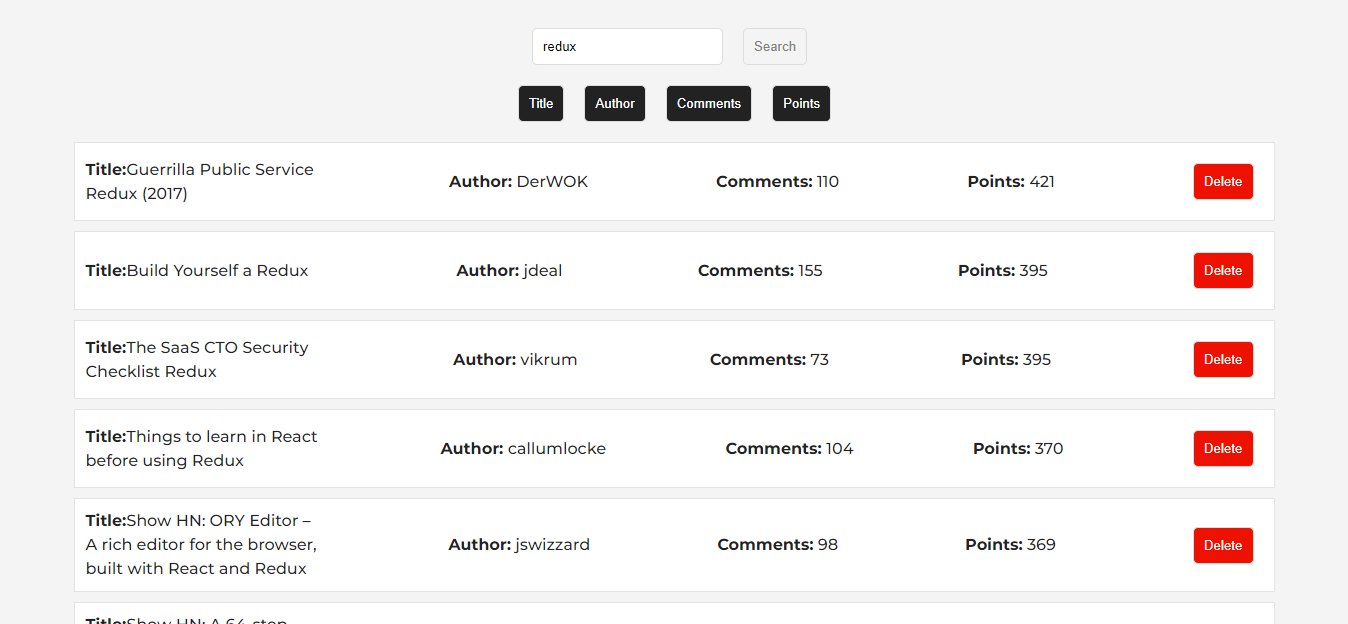 redux Search
Title Author Comments Points
Title:Guerrilla Public Service
Redux (2017)
Author: DerWOK Comments: 110 Points: 421 Delete
Title:Build Yourself a Redux Author: jdeal Comments: 155 Points: 395 Delete
Title:The SaaS CTO Security
Checklist Redux
Author: vikrum Comments: 73 Points: 395 Delete
Title:Things to learn in React
before using Redux
Author: callumlocke Comments: 104 Points: 370 Delete
Title:Show HN: ORY Editor –
A rich editor for the browser,
built with React and Redux
Author: jswizzard Comments: 98 Points: 369 Delete
Title:Show HN: A 64-step